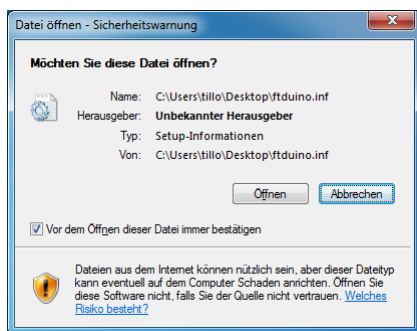 Datei öffnen - Sicherheitswarnung
Möchten Sie diese Datei öffnen?
Name: C:\Users\tillo\Desktop\ftduino.inf
Herausgeber: Unbekannter Herausgeber
Typ: Setup-Informationen
Von: C:\Users\tillo\Desktop\ftduino.inf
Öffnen Abbrechen
Vor dem Öffnen dieser Datei immer bestätigen
Dateien aus dem Internet können nützlich sein, aber dieser Dateityp
kann eventuell auf dem Computer Schaden anrichten. Öffnen Sie
diese Software nicht, falls Sie der Quelle nicht vertrauen. Welches
Risiko besteht?